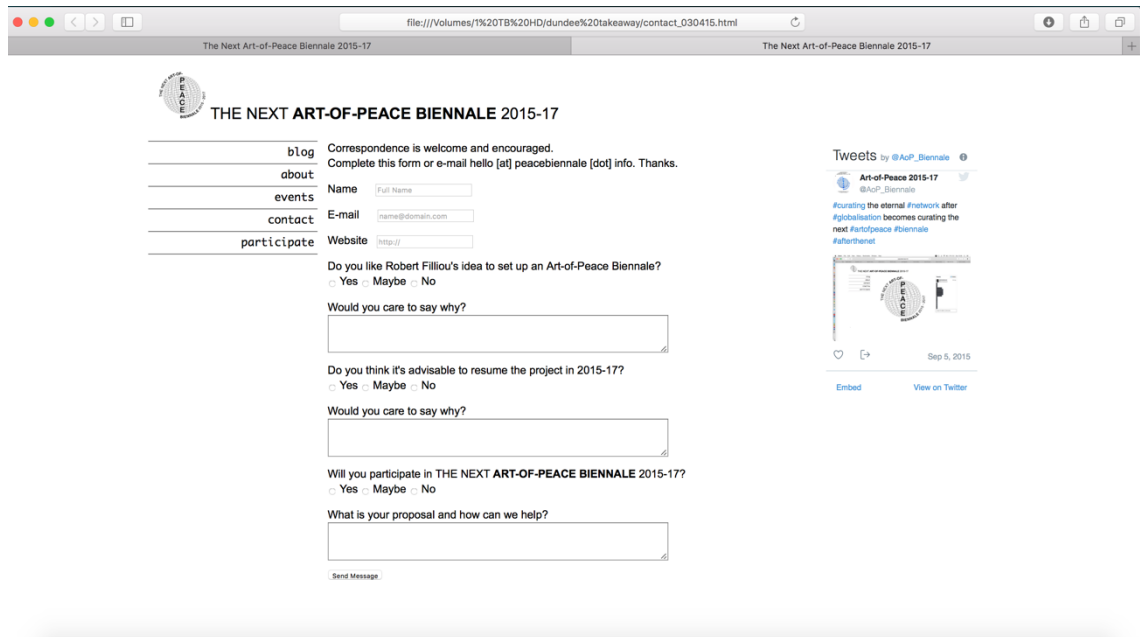 file:///Volumes/1%20TB%20HD/dundee%20takeaway/contact_030415.html
The Next Art-of-Peace Biennale 2015-17
The Next Art-of-Peace Biennale 2015-17
THE NEXT ART-OF-PEACE BIENNALE 2015-17
blog
about
events
contact
participate
Correspondence is welcome and encouraged.
Complete this form or e-mail hello [at] peacebiennale [dot] info. Thanks.
Name Full Name
E-mail name@domain.com
Website http://
Do you like Robert Filliou's idea to set up an Art-of-Peace Biennale?
Yes Maybe No
Would you care to say why?
Do you think it's advisable to resume the project in 2015-17?
Yes Maybe No
Would you care to say why?
Will you participate in THE NEXT ART-OF-PEACE BIENNALE 2015-17?
Yes Maybe No
What is your proposal and how can we help?
Send Message
Tweets by @AoP_Biennale
Art-of-Peace 2015-17
@AoP_Biennale
#curating the eternal #network after
#globalisation becomes curating the
next #artofpeace #biennale
#afterthenet
PEACE
Sep 5, 2015
Embed View on Twitter